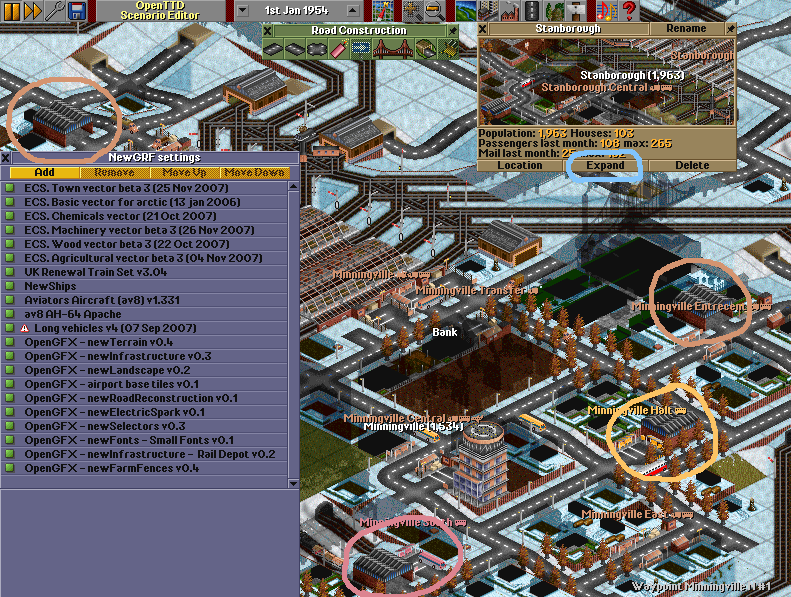 OpenTTD
Scenario Editor
1st Jan 1954
Road Construction
Stanborough
Rename
Stanborough
Stanborough (1,963)
Stanborough Central
Population: 1,963 Houses: 103
Passengers last month: 108 max: 265
Mail last month:
Location
Expand
Delete
NewGRF settings
Add
Remove
Move Up
Move Down
ECS. Town vector beta 3 (25 Nov 2007)
ECS. Basic vector for arctic (13 jan 2006)
ECS. Chemicals vector (21 Oct 2007)
ECS. Machinery vector beta 3 (26 Nov 2007)
ECS. Wood vector beta 3 (22 Oct 2007)
ECS. Agricultural vector beta 3 (04 Nov 2007)
UK Renewal Train Set v3.04
NewShips
Aviators Aircraft (av8) v1.331
av8 AH-64 Apache
Long vehicles v4 (07 Sep 2007)
OpenGFX - newTerrain v0.4
OpenGFX - newInfrastructure v0.3
OpenGFX - newLandscape v0.2
OpenGFX - airport base tiles v0.1
OpenGFX - newRoadReconstruction v0.1
OpenGFX - newElectricSpark v0.1
OpenGFX - newSelectors v0.3
OpenGFX - newFonts - Small Fonts v0.1
OpenGFX - newInfrastructure - Rail Depot v0.2
OpenGFX - newFarmFences v0.4
Minningville
Minningville Transfer
Minningville Entrecent
Bank
Minningville Halt
Minningville Central
Minningville (1,634)
Minningville South
Minningville East
Waypoint Minningville N #1